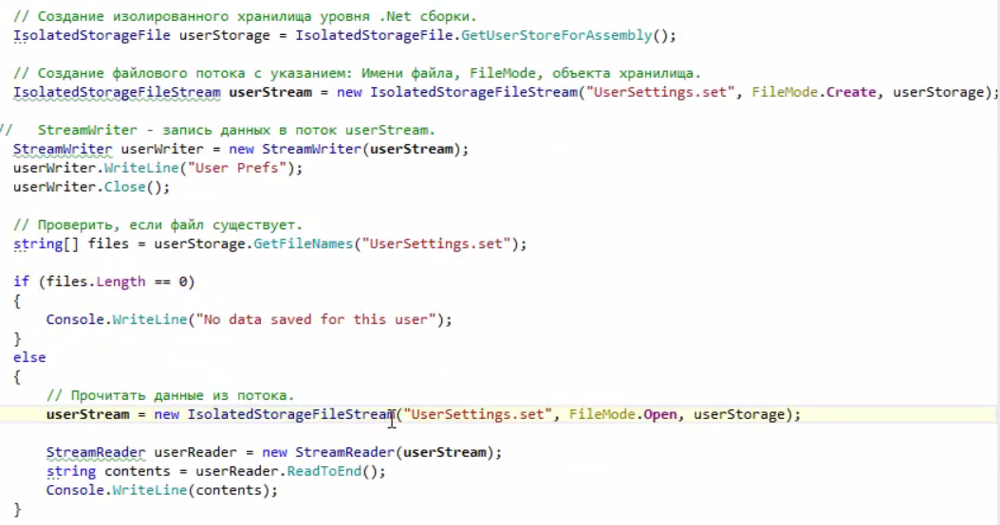 // Создание изолированного хранилища уровня .Net сборки.
IsolatedStorageFile userStorage = IsolatedStorageFile.GetUserStoreForAssembly();
// Создание файлового потока с указанием: Имени файла, FileMode, объекта хранилища.
IsolatedStorageFileStream userStream = new IsolatedStorageFileStream("UserSettings.set", FileMode.Create, userStorage);
// StreamWriter - запись данных в поток userStream.
StreamWriter userWriter = new StreamWriter(userStream);
userWriter.WriteLine("User Prefs");
userWriter.Close();
// Проверить, если файл существует.
string[] files = userStorage.GetFileNames("UserSettings.set");
if (files.Length == 0)
{
Console.WriteLine("No data saved for this user");
}
else
{
// Прочитать данные из потока.
userStream = new IsolatedStorageFileStream("UserSettings.set", FileMode.Open, userStorage);
StreamReader userReader = new StreamReader(userStream);
string contents = userReader.ReadToEnd();
Console.WriteLine(contents);
}